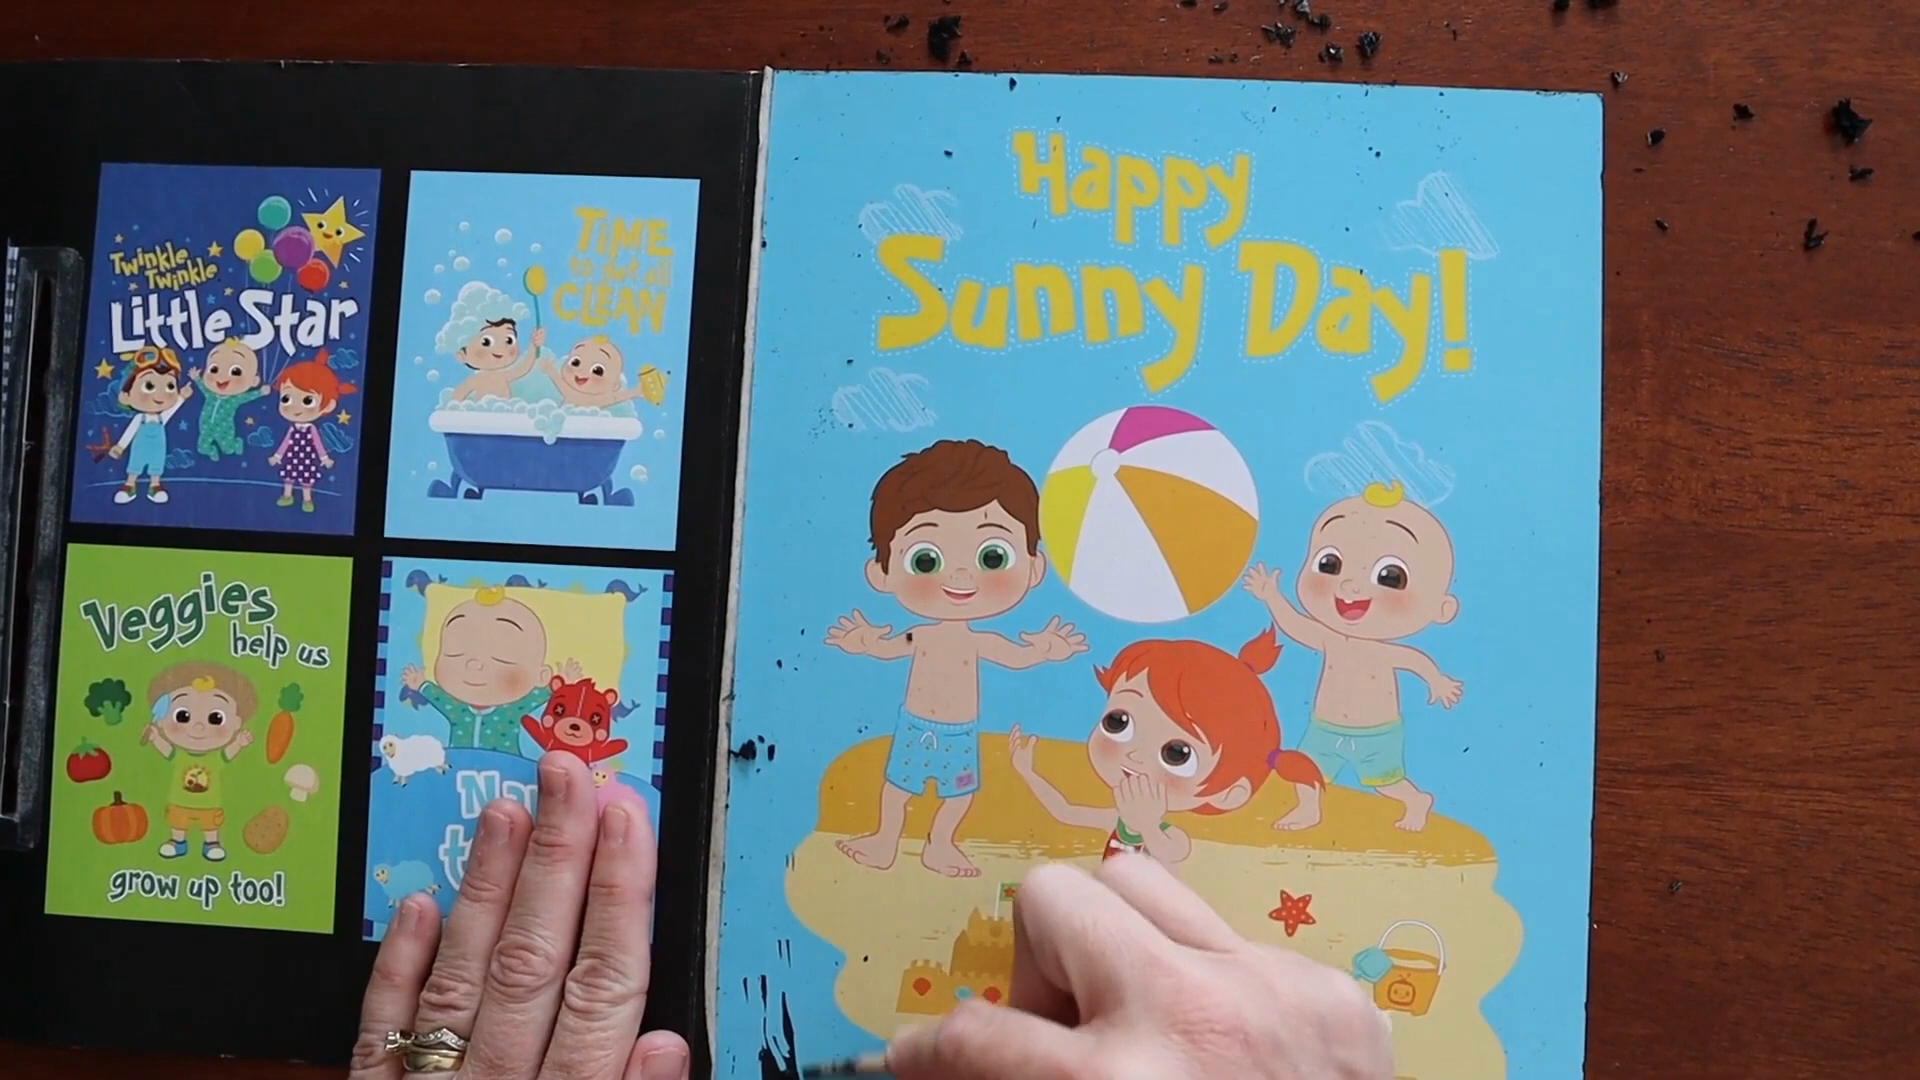 Twinkle
Twinkle
Little Star
TIME
to get all
CLEAN
Veggies
help us
grow up too!
Happy
Sunny Day!